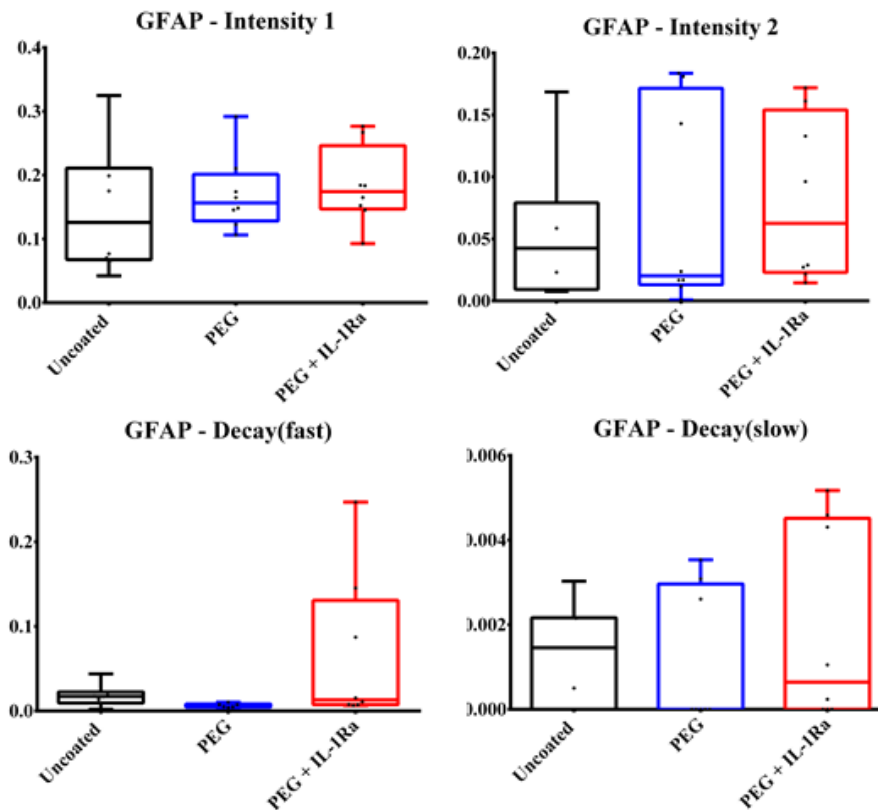 GFAP - Intensity 1
0.4
0.3
0.2
0.1
0.0
Uncoated
PEG
PEG + IL-1Ra
GFAP - Intensity 2
0.20
0.15
0.10
0.05
0.00
Uncoated
PEG
PEG + IL-1Ra
GFAP - Decay(fast)
0.3
0.2
0.1
0.0
Uncoated
PEG
PEG + IL-1Ra
GFAP - Decay(slow)
0.006
0.004
0.002
0.000
Uncoated
PEG
PEG + IL-1Ra